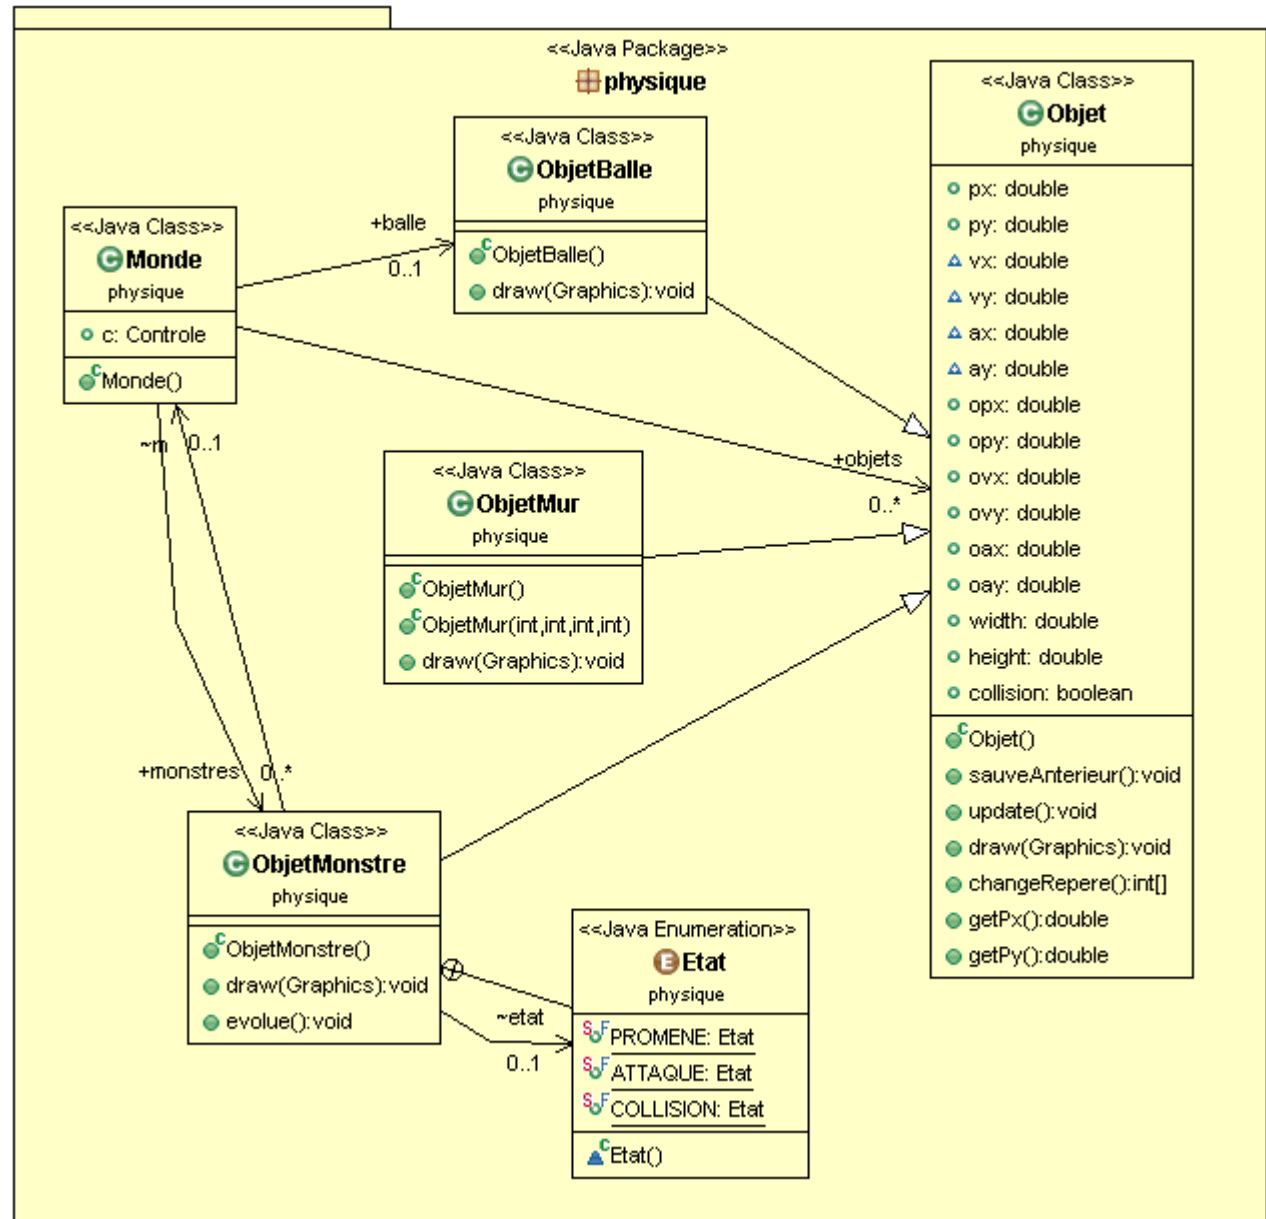 <<Java Package>>
physique
<<Java Class>>
Monde
physique
c: Controle
Monde()
<<Java Class>>
ObjetBalle
physique
ObjetBalle()
draw(Graphics):void
<<Java Class>>
Objet
physique
px: double
py: double
vx: double
vy: double
ax: double
ay: double
opx: double
opy: double
ovx: double
ovy: double
oax: double
oay: double
width: double
height: double
collision: boolean
Objet()
sauveAnterieur():void
update():void
draw(Graphics):void
changeRepere():int[]
getPx():double
getPy():double
+balle
0..1
+objets
0..*
~m
0..1
<<Java Class>>
ObjetMur
physique
ObjetMur()
ObjetMur(int,int,int,int)
draw(Graphics):void
+monstres
0..*
<<Java Class>>
ObjetMonstre
physique
ObjetMonstre()
draw(Graphics):void
evolue():void
~etat
0..1
<<Java Enumeration>>
Etat
physique
PROMENE: Etat
ATTAQUE: Etat
COLLISION: Etat
Etat()